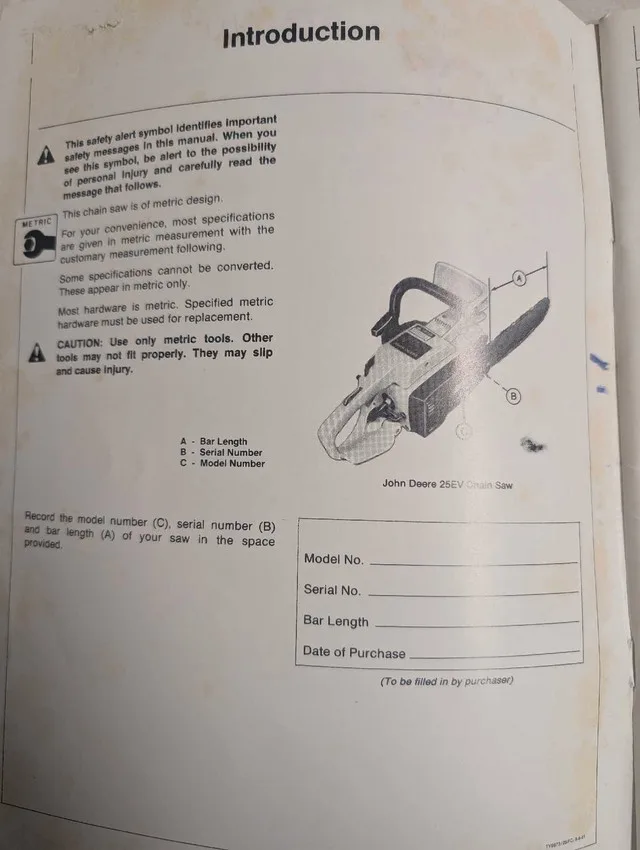 Introduction
This safety alert symbol identifies important
safety messages in this manual. When you
see this symbol, be alert to the possibility
of personal injury and carefully read the
message that follows.
This chain saw is of metric design.
METRIC
For your convenience, most specifications
are given in metric measurement with the
customary measurement following.
Some specifications cannot be converted.
These appear in metric only.
Most hardware is metric. Specified metric
hardware must be used for replacement.
CAUTION: Use only metric tools. Other
tools may not fit properly. They may slip
and cause injury.
A
B
C
A - Bar Length
B - Serial Number
C - Model Number
John Deere 25EV Chain Saw
Record the model number (C), serial number (B)
and bar length (A) of your saw in the space
provided.
Model No.
Serial No.
Bar Length
Date of Purchase
(To be filled in by purchaser)